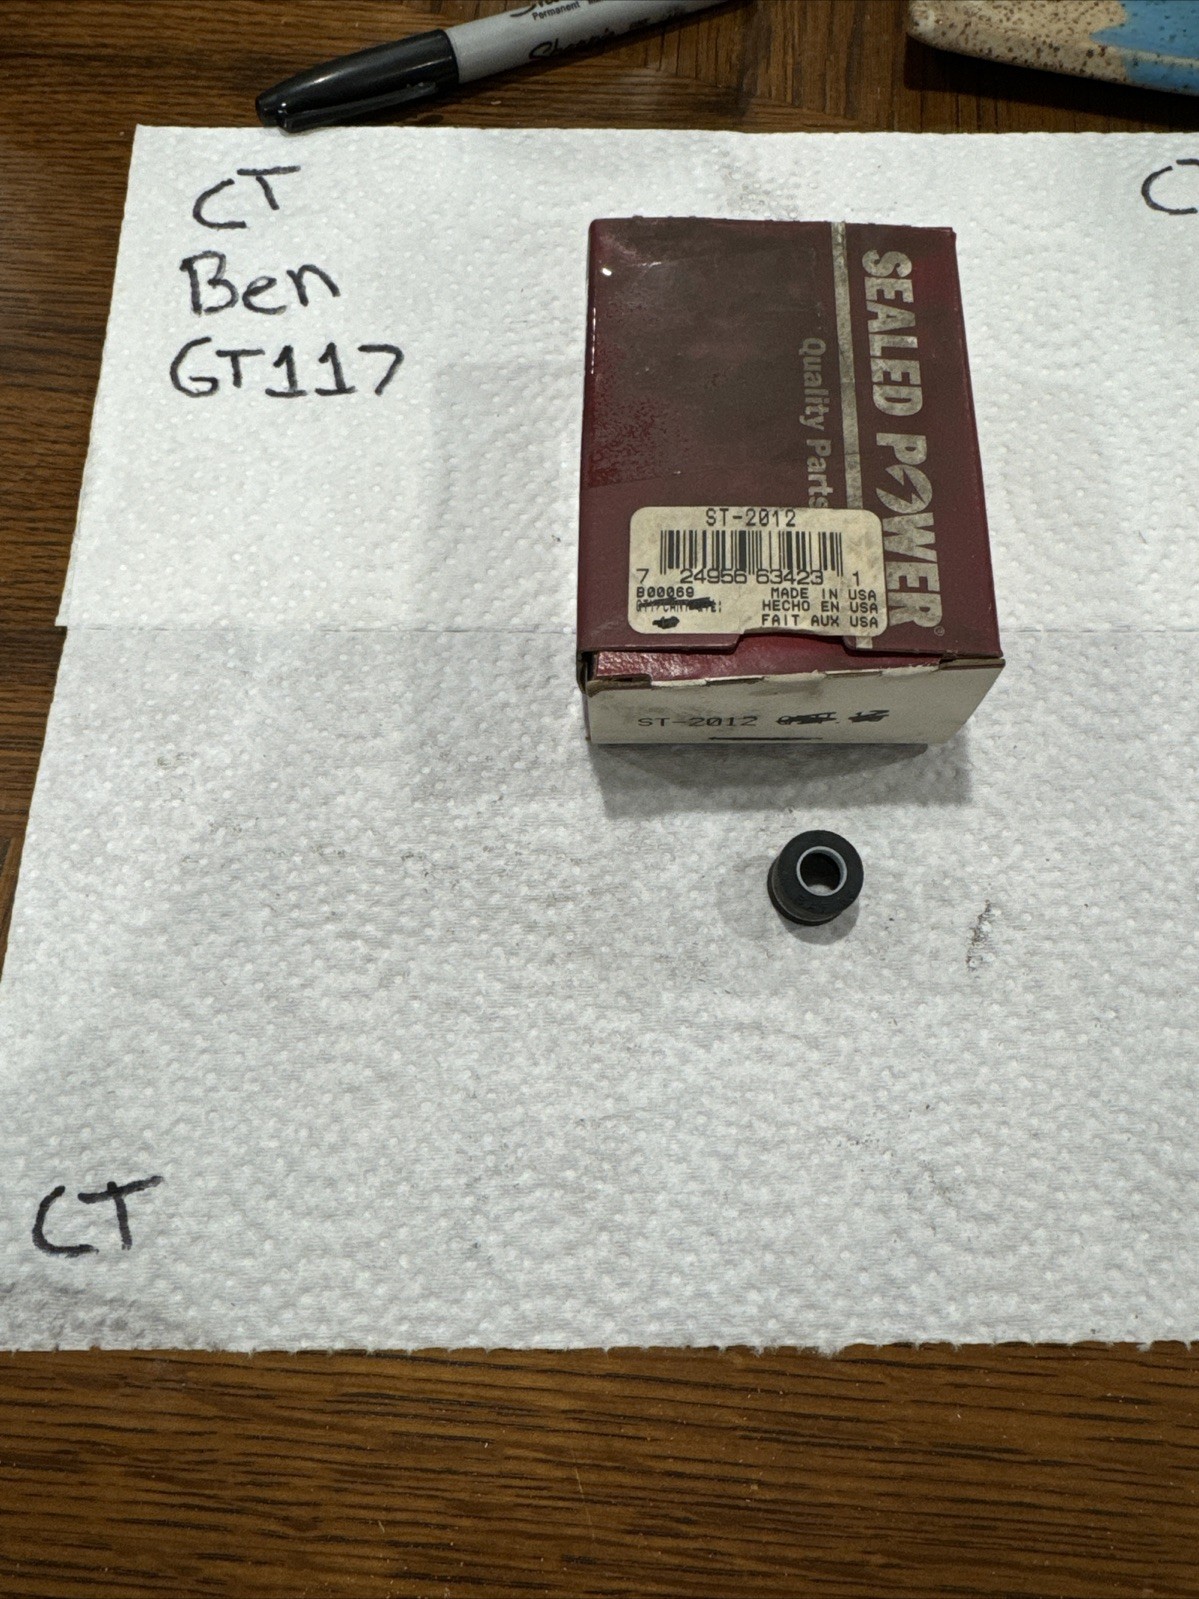 Permanent
Sharpie
CT
Ben
GT117
C
SEALED POWER®
Quality Parts
ST-2012
7 24956 63423 1
B00069
MADE IN USA
HECHO EN USA
FAIT AUX USA
ST-2012
CT